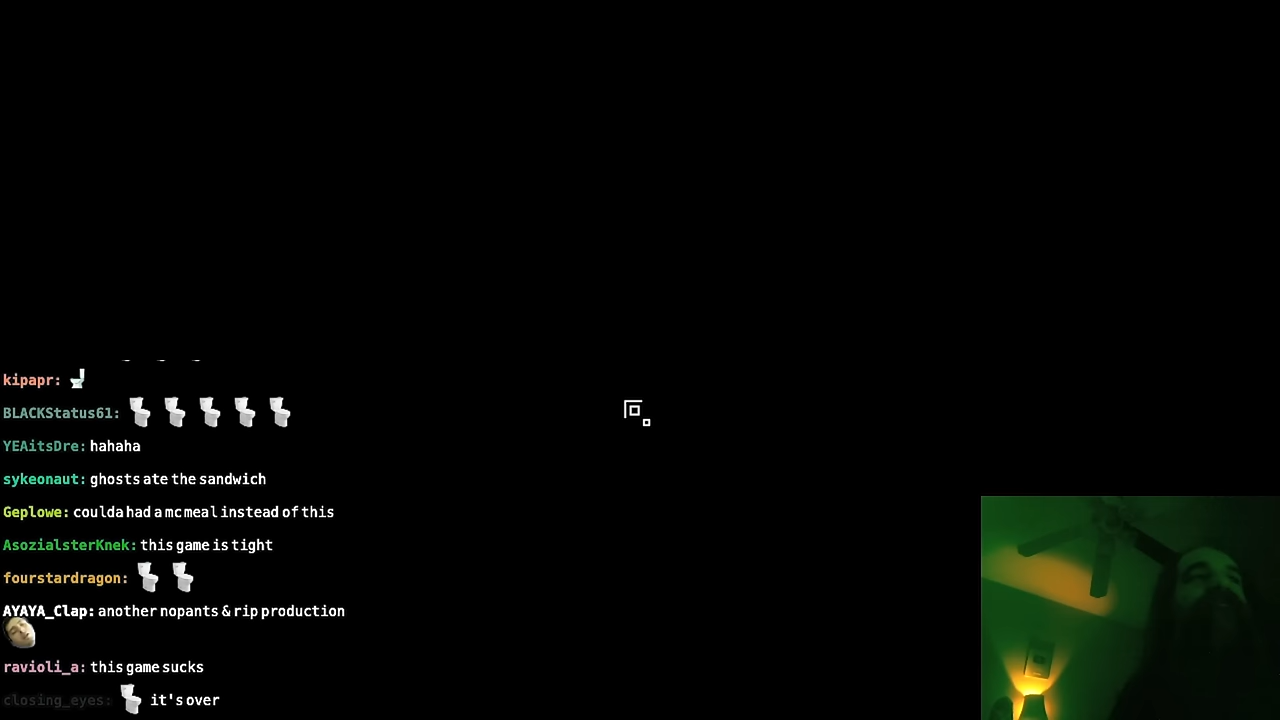 kipapr:
BLACKStatus61:
YEAitsDre: hahaha
sykeonaut: ghosts ate the sandwich
Geplowe: coulda had a mc meal instead of this
AsozialsterKnek: this game is tight
fourstardragon:
AYAYA_Clap: another nopants & rip production
ravioli_a: this game sucks
closing_eyes: it's over